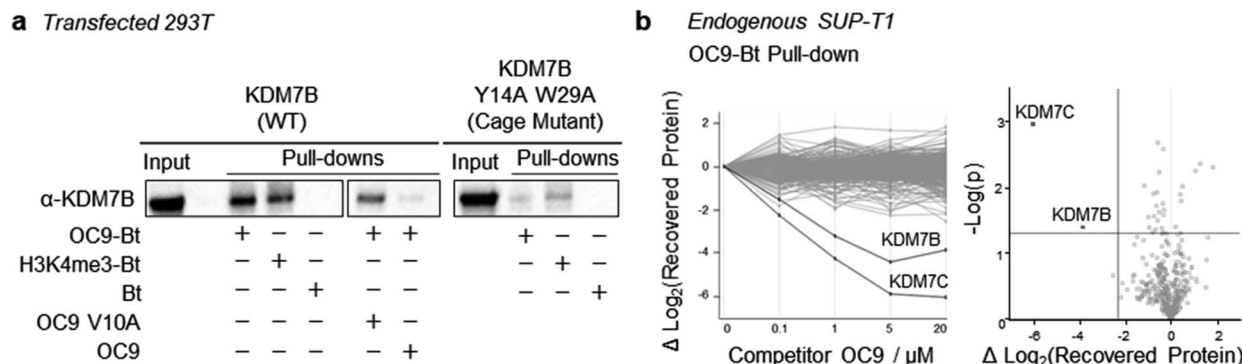 a Transfected 293T
KDM7B
(WT)
KDM7B
Y14A W29A
(Cage Mutant)
Input Pull-downs Input Pull-downs
α-KDM7B
OC9-Bt + − − + + + − −
H3K4me3-Bt − + − − − − + −
Bt − − + − − − − +
OC9 V10A − − − + − − − −
OC9 − − − − + − − −
b Endogenous SUP-T1
OC9-Bt Pull-down
Δ Log2(Recovered Protein)
2
0
-2
-4
-6
KDM7B
KDM7C
0 0.1 1 5 20
Competitor OC9 / μM
-Log(p)
3
2
1
0
KDM7C
KDM7B
-6 -4 -2 0 2
Δ Log2(Recovered Protein)